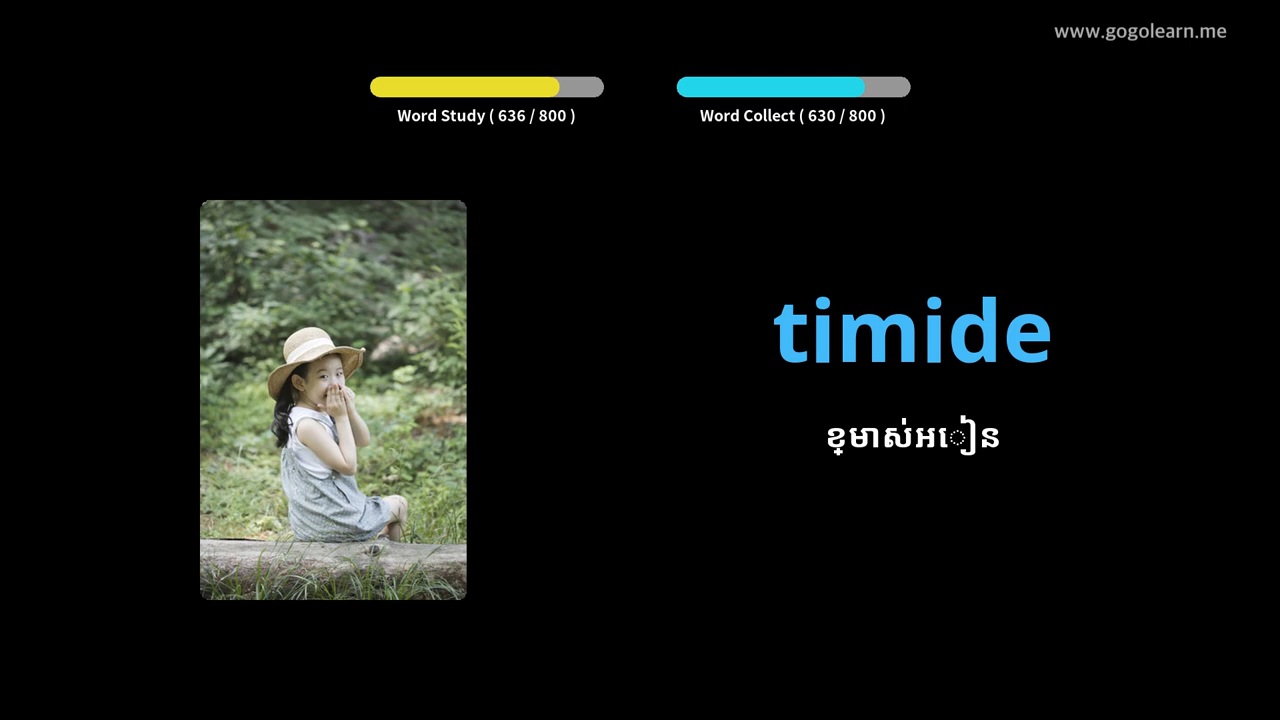 www.gogolearn.me
Word Study ( 636 / 800 )
Word Collect ( 630 / 800 )
timide
ខ្មាស់អៀន